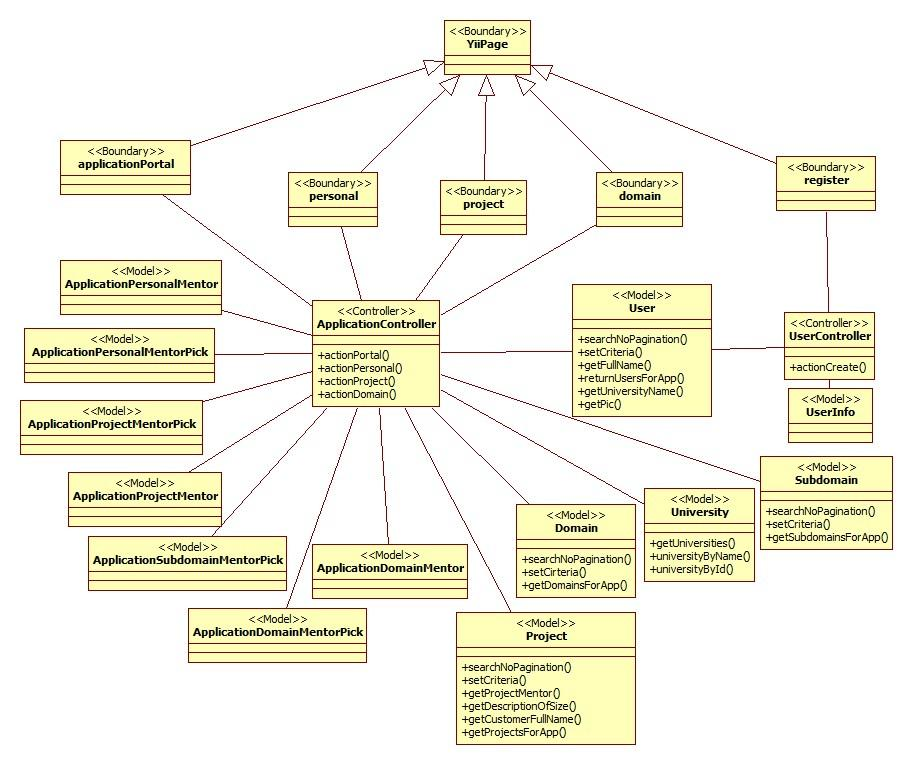 <<Boundary>>
YiiPage
<<Boundary>>
applicationPortal
<<Boundary>>
personal
<<Boundary>>
project
<<Boundary>>
domain
<<Boundary>>
register
<<Model>>
ApplicationPersonalMentor
<<Controller>>
ApplicationController
+actionPortal()
+actionPersonal()
+actionProject()
+actionDomain()
<<Model>>
User
+searchNoPagination()
+setCriteria()
+getFullName()
+returnUsersForApp()
+getUniversityName()
+getPic()
<<Controller>>
UserController
+actionCreate()
<<Model>>
ApplicationPersonalMentorPick
<<Model>>
UserInfo
<<Model>>
ApplicationProjectMentorPick
<<Model>>
ApplicationProjectMentor
<<Model>>
Subdomain
+searchNoPagination()
+setCriteria()
+getSubdomainsForApp()
<<Model>>
University
+getUniversities()
+universityByName()
+universityById()
<<Model>>
Domain
+searchNoPagination()
+setCirteria()
+getDomainsForApp()
<<Model>>
ApplicationSubdomainMentorPick
<<Model>>
ApplicationDomainMentor
<<Model>>
ApplicationDomainMentorPick
<<Model>>
Project
+searchNoPagination()
+setCriteria()
+getProjectMentor()
+getDescriptionOfSize()
+getCustomerFullName()
+getProjectsForApp()